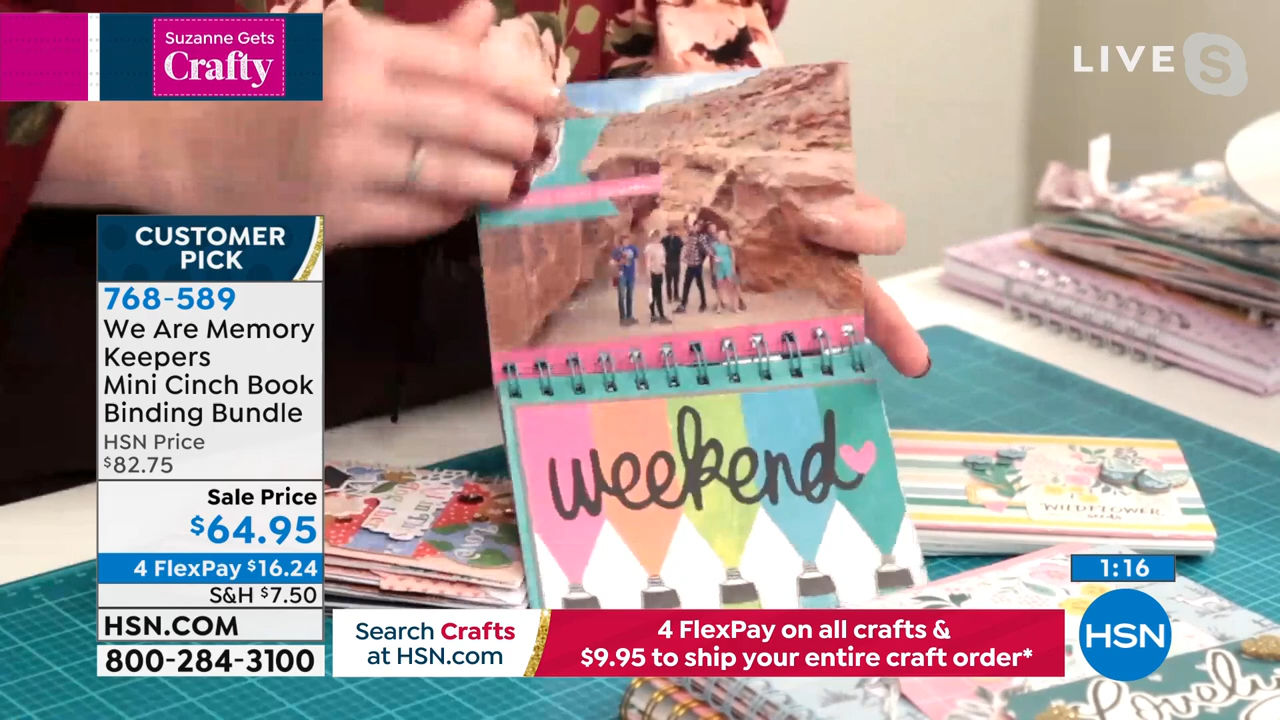 Suzanne Gets
Crafty
LIVE S
CUSTOMER
PICK
768-589
We Are Memory
Keepers
Mini Cinch Book
Binding Bundle
HSN Price
$82.75
Sale Price
$64.95
4 FlexPay $16.24
S&H $7.50
HSN.COM
800-284-3100
weekend
WILDFLOWER
seeds
1:16
HSN
Search Crafts
at HSN.com
4 FlexPay on all crafts &
$9.95 to ship your entire craft order*
Lovely